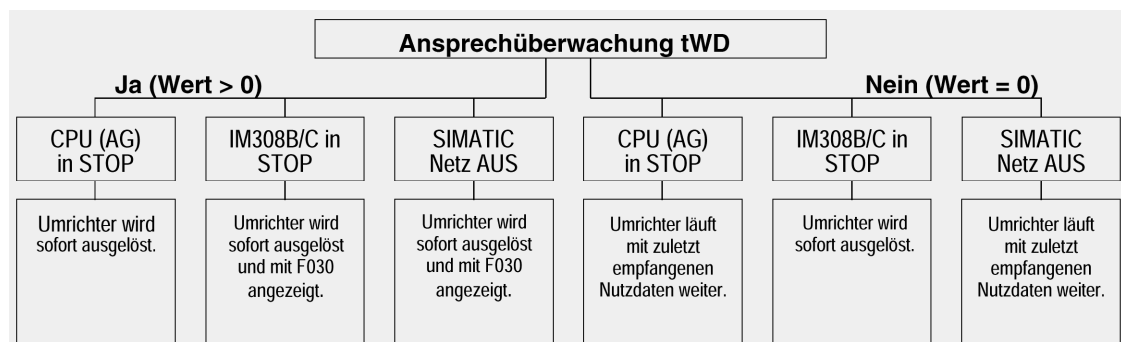 Ansprechüberwachung tWD
Ja (Wert > 0)
Nein (Wert = 0)
CPU (AG)
in STOP
IM308B/C in
STOP
SIMATIC
Netz AUS
CPU (AG)
in STOP
IM308B/C in
STOP
SIMATIC
Netz AUS
Umrichter wird
sofort ausgelöst.
Umrichter wird
sofort ausgelöst
und mit F030
angezeigt.
Umrichter wird
sofort ausgelöst
und mit F030
angezeigt.
Umrichter läuft
mit zuletzt
empfangenen
Nutzdaten weiter.
Umrichter wird
sofort ausgelöst.
Umrichter läuft
mit zuletzt
empfangenen
Nutzdaten weiter.